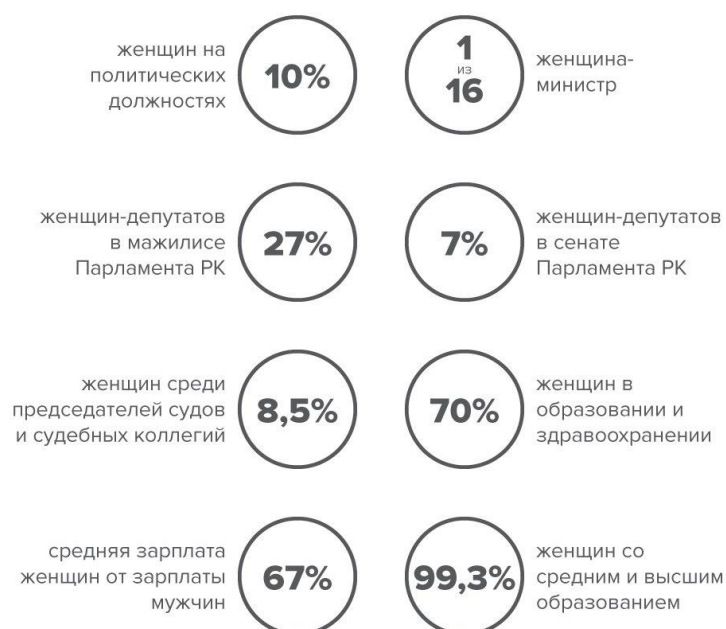 женщин на
политических
должностях
10%
1
из
16
женщина-
министр
женщин-депутатов
в мажилисе
Парламента РК
27%
7%
женщин-депутатов
в сенате
Парламента РК
женщин среди
председателей судов
и судебных коллегий
8,5%
70%
женщин в
образовании и
здравоохранении
средняя зарплата
женщин от зарплаты
мужчин
67%
99,3%
женщин со
средним и высшим
образованием